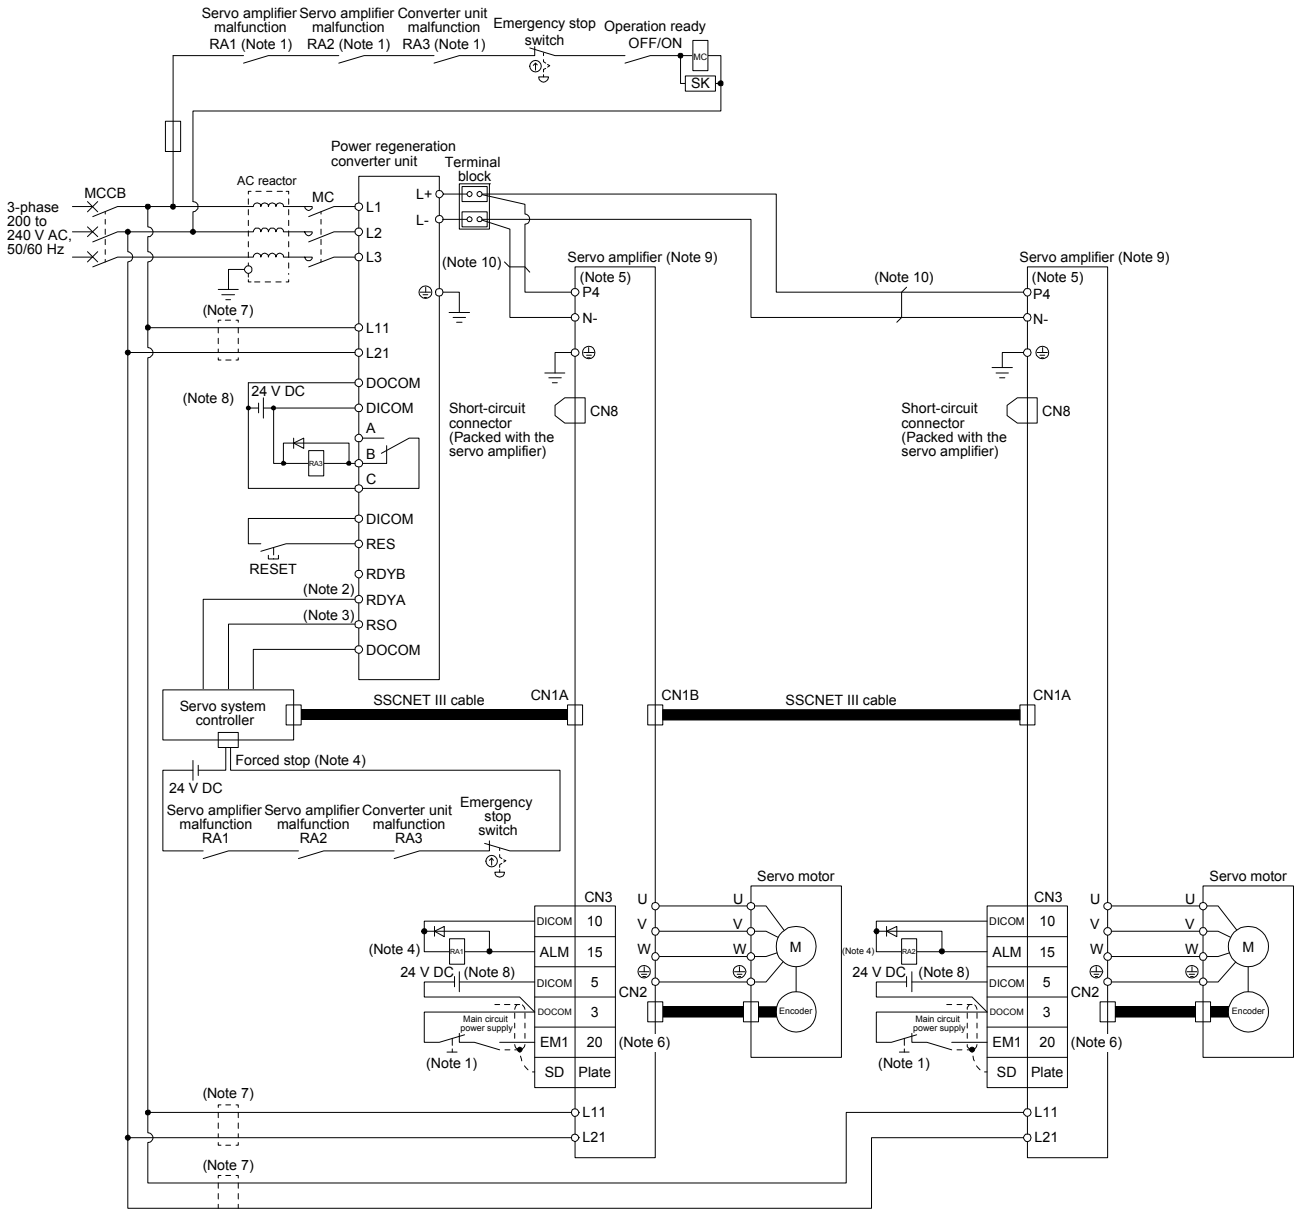 Servo amplifier
malfunction
RA1 (Note 1)
Servo amplifier
malfunction
RA2 (Note 1)
Converter unit
malfunction
RA3 (Note 1)
Emergency stop
switch
Operation ready
OFF/ON
MC
SK
Power regeneration
converter unit
Terminal
block
AC reactor
MCCB
MC
3-phase
200 to
240 V AC,
50/60 Hz
L1
L2
L3
L+
L-
(Note 7)
L11
L21
DOCOM
(Note 8)
24 V DC
DICOM
A
B
RA3
C
DICOM
RES
RESET
RDYB
(Note 2)
RDYA
(Note 3)
RSO
DOCOM
(Note 10)
Servo amplifier (Note 9)
(Note 5)
P4
N-
Short-circuit
connector
(Packed with the
servo amplifier)
CN8
(Note 10)
Servo amplifier (Note 9)
(Note 5)
P4
N-
Short-circuit
connector
(Packed with the
servo amplifier)
CN8
Servo system
controller
SSCNET III cable
CN1A
CN1B
SSCNET III cable
CN1A
Forced stop (Note 4)
24 V DC
Servo amplifier
malfunction
RA1
Servo amplifier
malfunction
RA2
Converter unit
malfunction
RA3
Emergency
stop
switch
CN3
DICOM 10
ALM 15
DICOM 5
DOCOM 3
EM1 20
SD Plate
(Note 4)
RA1
24 V DC (Note 8)
Main circuit
power supply
(Note 1)
(Note 6)
U
V
W
CN2
Servo motor
U
V
W
M
Encoder
CN3
DICOM 10
ALM 15
DICOM 5
DOCOM 3
EM1 20
SD Plate
(Note 4)
RA2
24 V DC (Note 8)
Main circuit
power supply
(Note 1)
(Note 6)
U
V
W
CN2
Servo motor
U
V
W
M
Encoder
(Note 7)
L11
L21
L11
L21
(Note 7)